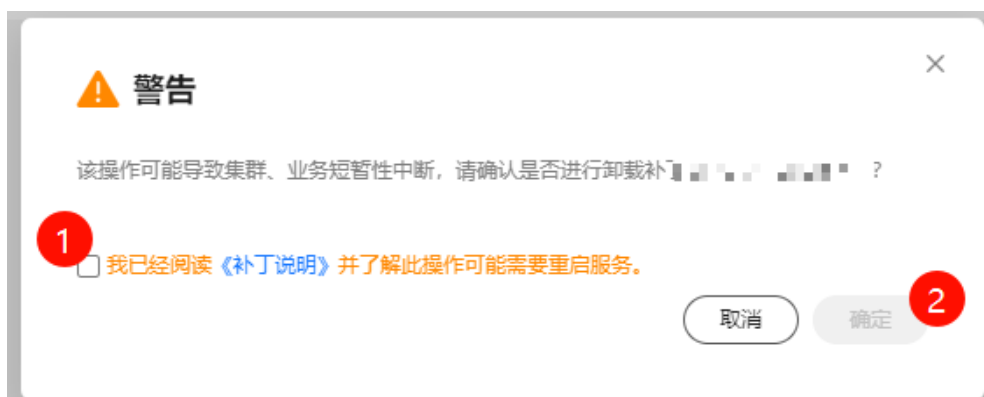 警告
该操作可能导致集群、业务短暂性中断，请确认是否进行卸载补 ?
1
我已经阅读《补丁说明》并了解此操作可能需要重启服务。
取消
确定
2